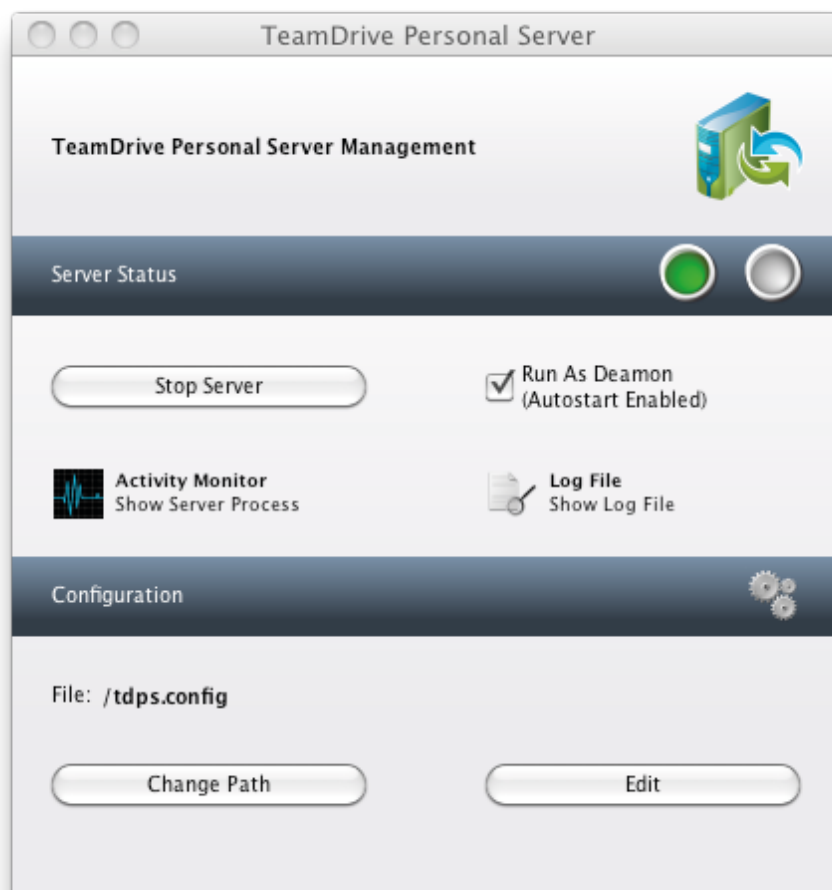 TeamDrive Personal Server
TeamDrive Personal Server Management
Server Status
Stop Server
Run As Deamon
(Autostart Enabled)
Activity Monitor
Show Server Process
Log File
Show Log File
Configuration
File: /tdps.config
Change Path
Edit